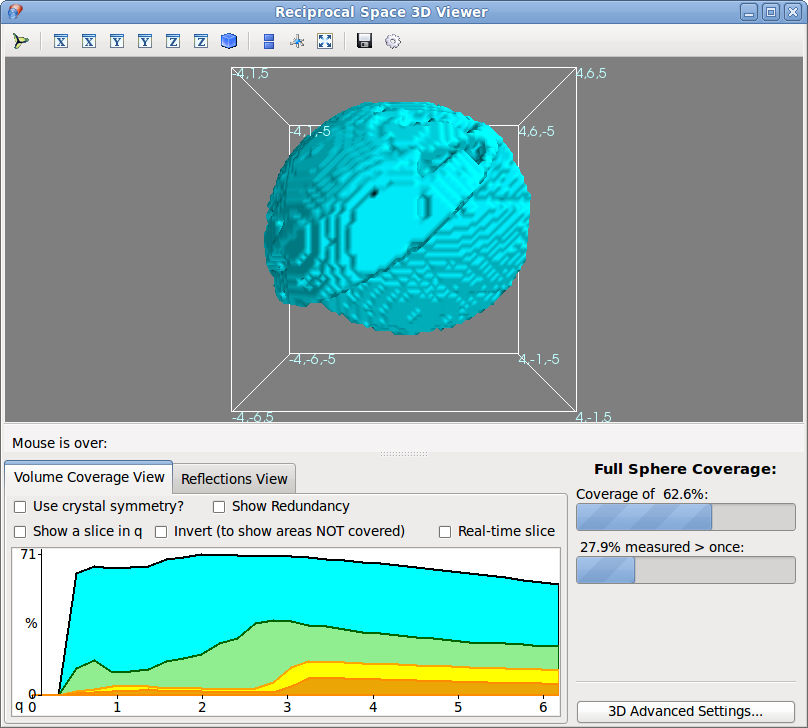 Reciprocal Space 3D Viewer
X X Y Y Z Z
-4,1,5 4,6,5
-4,1,-5 4,6,-5
-4,-6,-5 4,-1,-5
-4,-6,5 4,-1,5
Mouse is over:
Volume Coverage View Reflections View
Use crystal symmetry? Show Redundancy
Show a slice in q Invert (to show areas NOT covered) Real-time slice
71
%
0
q 0 1 2 3 4 5 6
Full Sphere Coverage:
Coverage of 62.6%:
27.9% measured > once:
3D Advanced Settings...